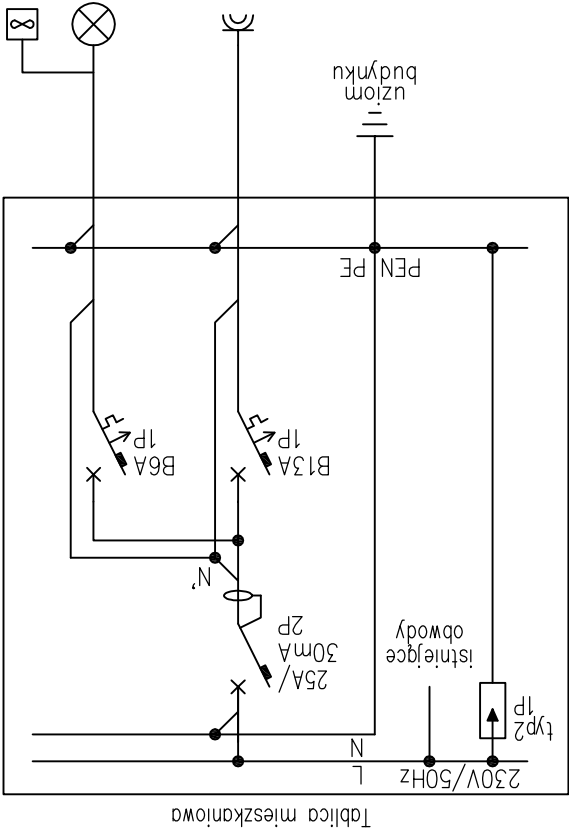 Tablica mieszkaniowa
230V/50Hz
L
N
typ2
1P
istniejące
obwody
25A/
30mA
2P
N'
B13A
1P
B6A
1P
PEN
PE
uziom
budynku